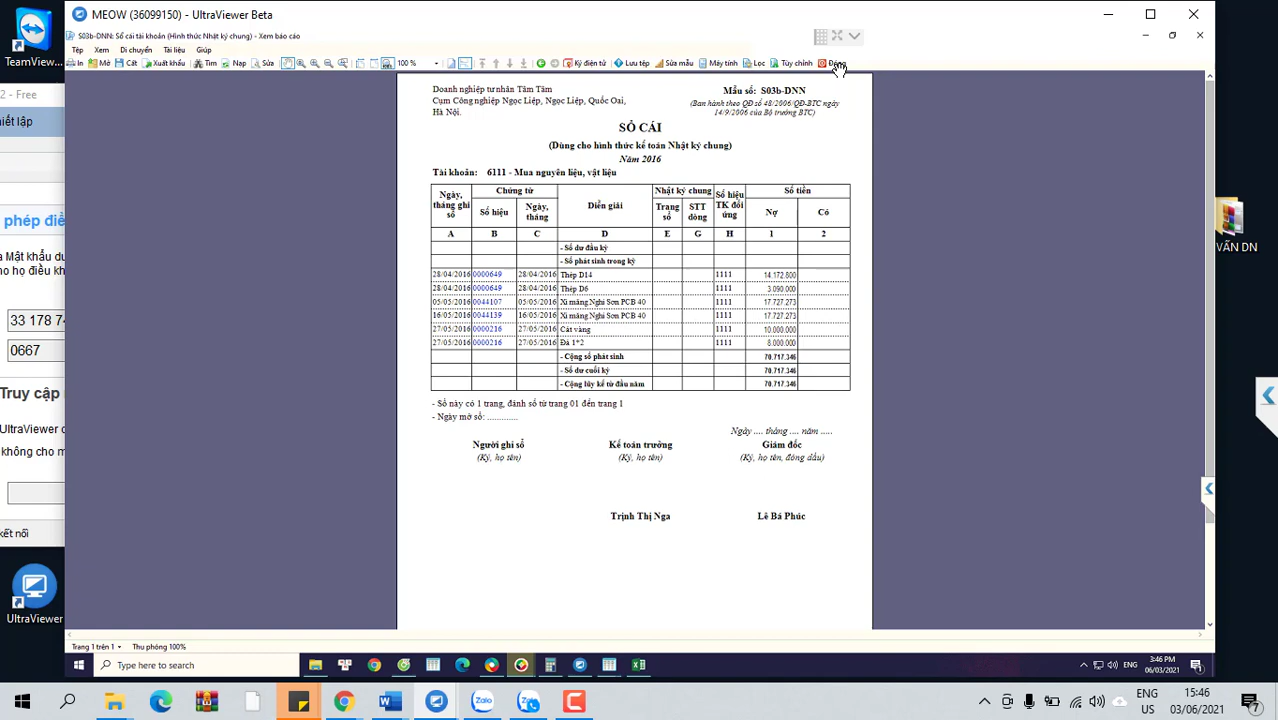 MEOW (36099150) - UltraViewer Beta
S03b-DNN: Sổ cái tài khoản (Hình thức Nhật ký chung) - Xem báo cáo
Tệp Xem Di chuyển Tài liệu Giúp
In Mở Cất Xuất khẩu Tìm Nạp Sửa 100 % Ký điện tử Lưu tệp Sửa mẫu Máy tính Lọc Tùy chỉnh
TeamView...
2 - Free
iết lập
phép điề
a Mật khẩu dư
ho họ điều kh
33 178 74
0667
Truy cập
UltraViewer c
không cho m
kết nối
UltraViewer
VẤN DN
Doanh nghiệp tư nhân Tâm Tâm
Cụm Công nghiệp Ngọc Liệp, Ngọc Liệp, Quốc Oai,
Hà Nội.
Mẫu số: S03b-DNN
(Ban hành theo QĐ số 48/2006/QĐ-BTC ngày
14/9/2006 của Bộ trưởng BTC)
SỔ CÁI
(Dùng cho hình thức kế toán Nhật ký chung)
Năm 2016
Tài khoản: 6111 - Mua nguyên liệu, vật liệu
Ngày, tháng ghi sổ Chứng từ Diễn giải Nhật ký chung Số hiệu TK đối ứng Số tiền
Số hiệu Ngày, tháng Trang sổ STT dòng Nợ Có
A B C D E G H 1 2
- Số dư đầu kỳ
- Số phát sinh trong kỳ
28/04/2016 0000649 28/04/2016 Thép D14 1111 14.172.800
28/04/2016 0000649 28/04/2016 Thép D6 1111 3.090.000
05/05/2016 0044107 05/05/2016 Xi măng Nghi Sơn PCB 40 1111 17.727.273
16/05/2016 0044139 16/05/2016 Xi măng Nghi Sơn PCB 40 1111 17.727.273
27/05/2016 0000216 27/05/2016 Cát vàng 1111 10.000.000
27/05/2016 0000216 27/05/2016 Đá 1*2 1111 8.000.000
- Cộng số phát sinh 70.717.346
- Số dư cuối kỳ 70.717.346
- Cộng lũy kế từ đầu năm 70.717.346
- Sổ này có 1 trang, đánh số từ trang 01 đến trang 1
- Ngày mở sổ: ............
Ngày .... tháng .... năm .....
Người ghi sổ Kế toán trưởng Giám đốc
(Ký, họ tên) (Ký, họ tên) (Ký, họ tên, đóng dấu)
Trịnh Thị Nga Lê Bá Phúc
Trang 1 trên 1 Thu phóng 100%
Type here to search
ENG 3:46 PM
06/03/2021
ENG 15:46
US 03/06/2021
7